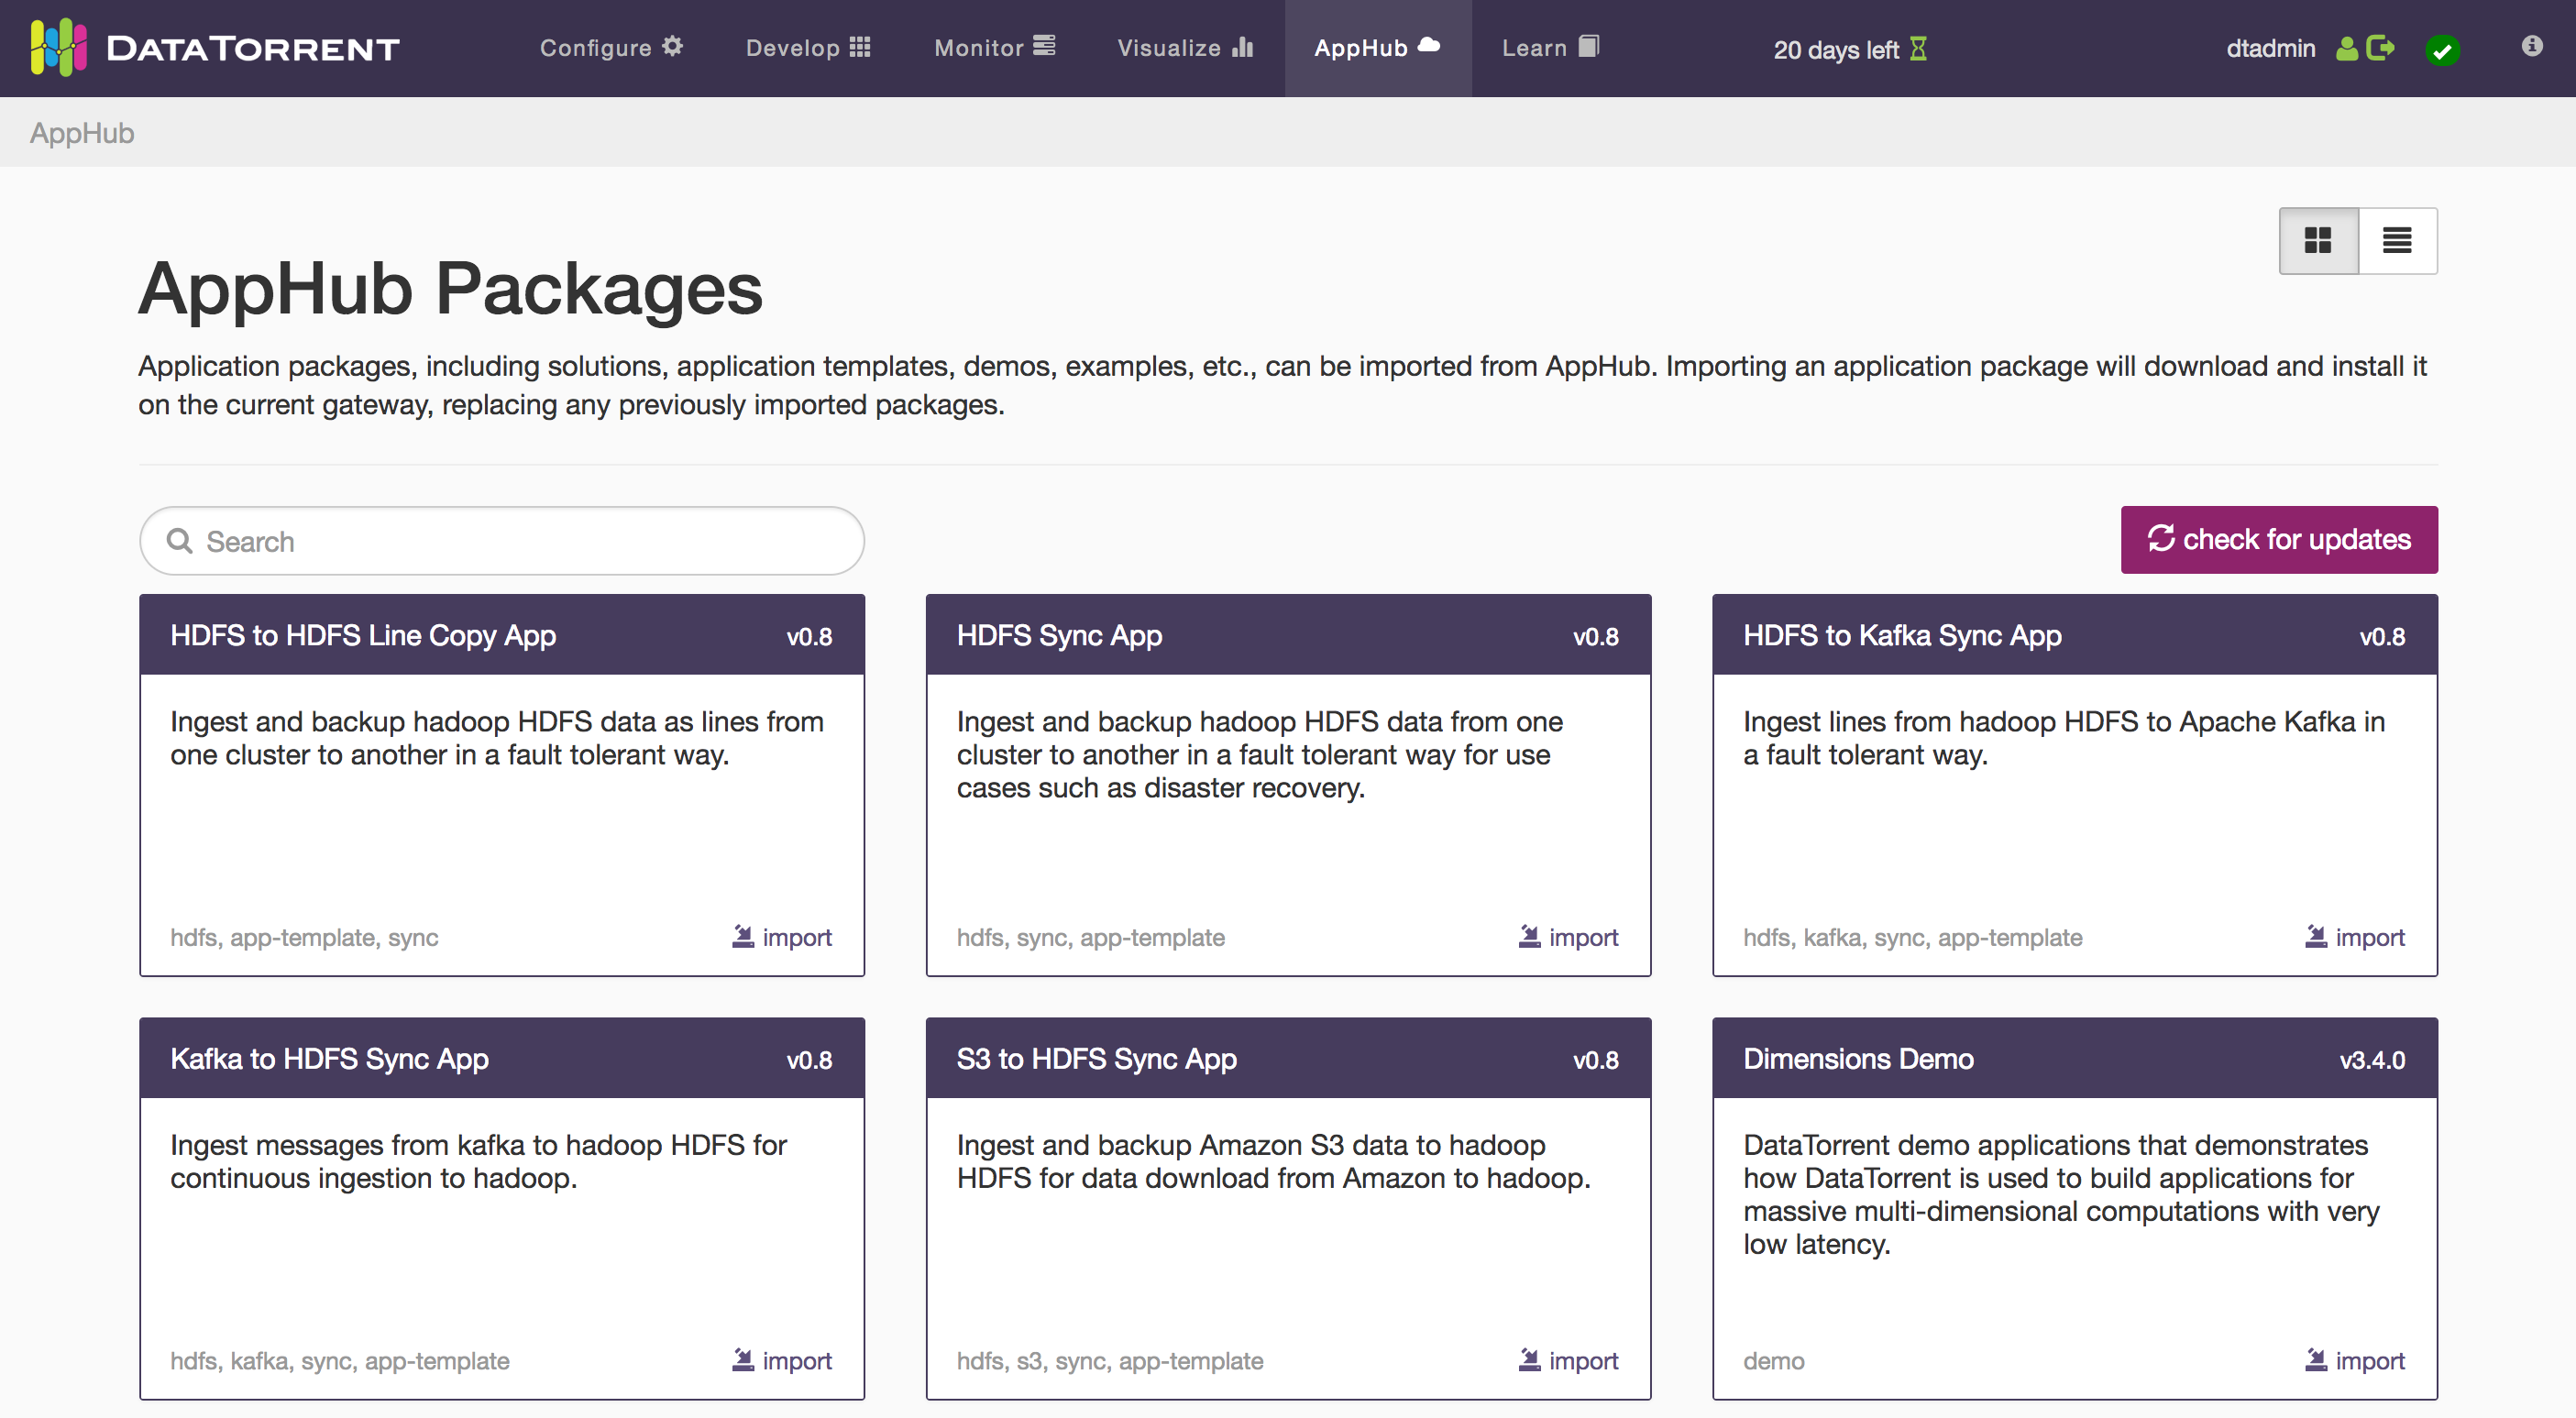 DATATORRENT
Configure Develop Monitor Visualize AppHub Learn 20 days left dtadmin
AppHub
AppHub Packages
Application packages, including solutions, application templates, demos, examples, etc., can be imported from AppHub. Importing an application package will download and install it
on the current gateway, replacing any previously imported packages.
Search
check for updates
HDFS to HDFS Line Copy App v0.8
Ingest and backup hadoop HDFS data as lines from
one cluster to another in a fault tolerant way.
hdfs, app-template, sync import
HDFS Sync App v0.8
Ingest and backup hadoop HDFS data from one
cluster to another in a fault tolerant way for use
cases such as disaster recovery.
hdfs, sync, app-template import
HDFS to Kafka Sync App v0.8
Ingest lines from hadoop HDFS to Apache Kafka in
a fault tolerant way.
hdfs, kafka, sync, app-template import
Kafka to HDFS Sync App v0.8
Ingest messages from kafka to hadoop HDFS for
continuous ingestion to hadoop.
hdfs, kafka, sync, app-template import
S3 to HDFS Sync App v0.8
Ingest and backup Amazon S3 data to hadoop
HDFS for data download from Amazon to hadoop.
hdfs, s3, sync, app-template import
Dimensions Demo v3.4.0
DataTorrent demo applications that demonstrates
how DataTorrent is used to build applications for
massive multi-dimensional computations with very
low latency.
demo import